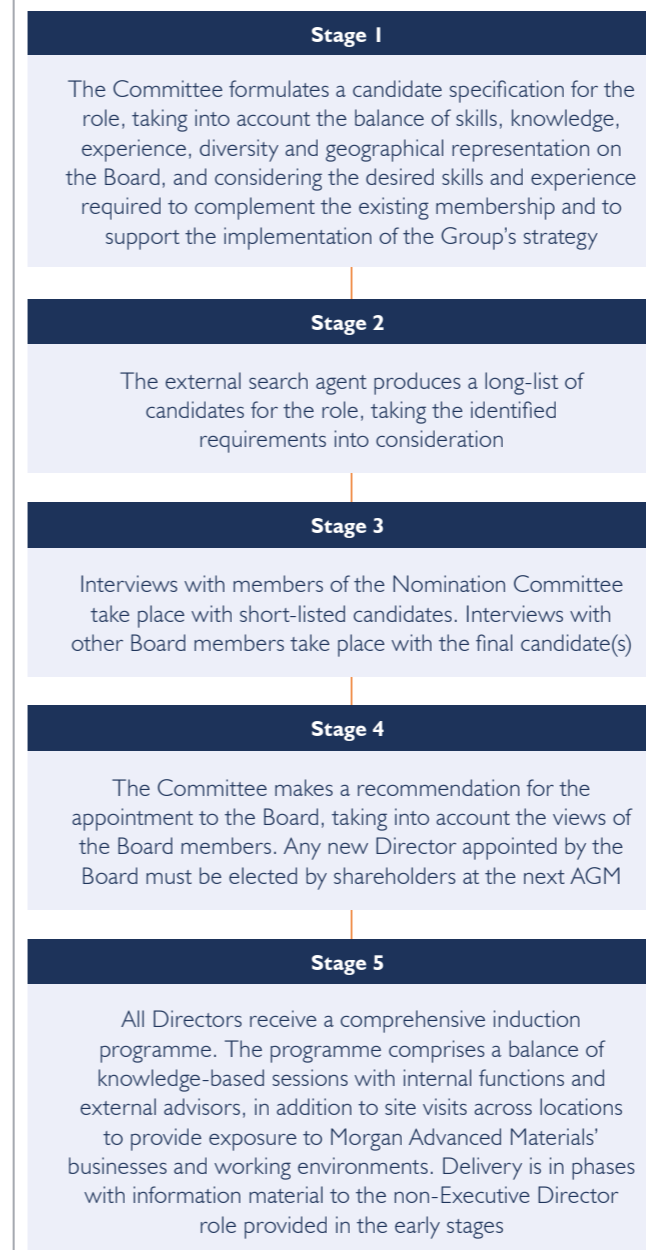 Stage 1
The Committee formulates a candidate specification for the
role, taking into account the balance of skills, knowledge,
experience, diversity and geographical representation on
the Board, and considering the desired skills and experience
required to complement the existing membership and to
support the implementation of the Group’s strategy
Stage 2
The external search agent produces a long-list of
candidates for the role, taking the identified
requirements into consideration
Stage 3
Interviews with members of the Nomination Committee
take place with short-listed candidates. Interviews with
other Board members take place with the final candidate(s)
Stage 4
The Committee makes a recommendation for the
appointment to the Board, taking into account the views of
the Board members. Any new Director appointed by the
Board must be elected by shareholders at the next AGM
Stage 5
All Directors receive a comprehensive induction
programme. The programme comprises a balance of
knowledge-based sessions with internal functions and
external advisors, in addition to site visits across locations
to provide exposure to Morgan Advanced Materials’
businesses and working environments. Delivery is in phases
with information material to the non-Executive Director
role provided in the early stages